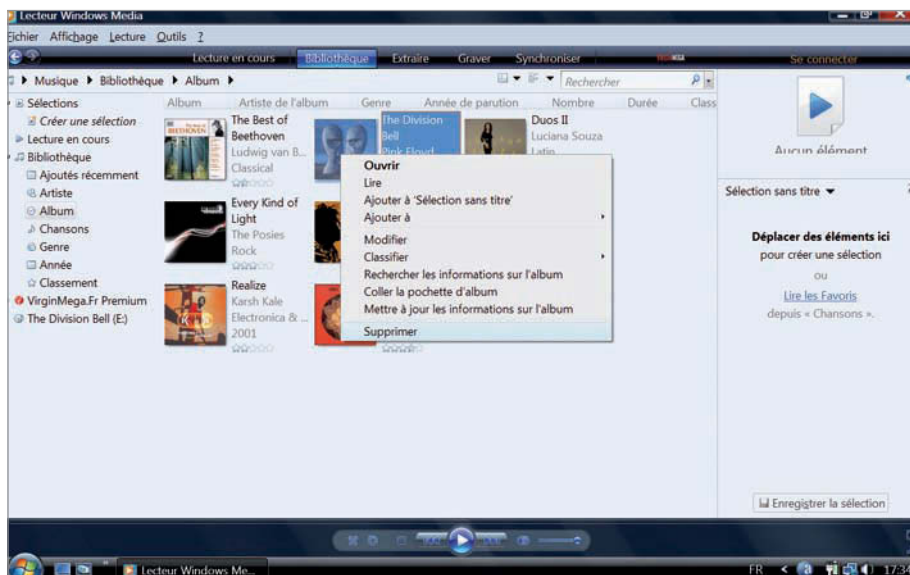 Lecteur Windows Media
Fichier Affichage Lecture Outils ?
Lecture en cours Bibliothèque Extraire Graver Synchroniser Se connecter
Musique Bibliothèque Album
Rechercher
Sélections
Créer une sélection
Lecture en cours
Bibliothèque
Ajoutés récemment
Artiste
Album
Chansons
Genre
Année
Classement
VirginMega.Fr Premium
The Division Bell (E:)
Album Artiste de l'album Genre Année de parution Nombre Durée Class
The Best of
Beethoven
Ludwig van B...
Classical
The Division
Bell
Pink Floyd
Duos II
Luciana Souza
Latin
Every Kind of
Light
The Posies
Rock
Realize
Karsh Kale
Electronica & ...
2001
Ouvrir
Lire
Ajouter à 'Sélection sans titre'
Ajouter à
Modifier
Classifier
Rechercher les informations sur l'album
Coller la pochette d'album
Mettre à jour les informations sur l'album
Supprimer
Aucun élément
Sélection sans titre
Déplacer des éléments ici
pour créer une sélection
ou
Lire les Favoris
depuis « Chansons ».
Enregistrer la sélection
Lecteur Windows Me...
FR
17:34